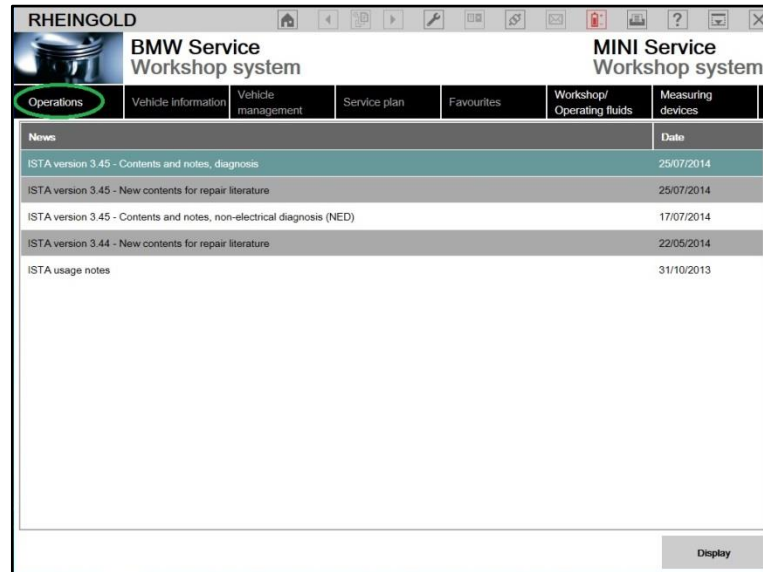 RHEINGOLD
?
BMW Service
Workshop system
MINI Service
Workshop system
Operations
Vehicle information
Vehicle
management
Service plan
Favourites
Workshop/
Operating fluids
Measuring
devices
News
Date
ISTA version 3.45 - Contents and notes, diagnosis 25/07/2014
ISTA version 3.45 - New contents for repair literature 25/07/2014
ISTA version 3.45 - Contents and notes, non-electrical diagnosis (NED) 17/07/2014
ISTA version 3.44 - New contents for repair literature 22/05/2014
ISTA usage notes 31/10/2013
Display